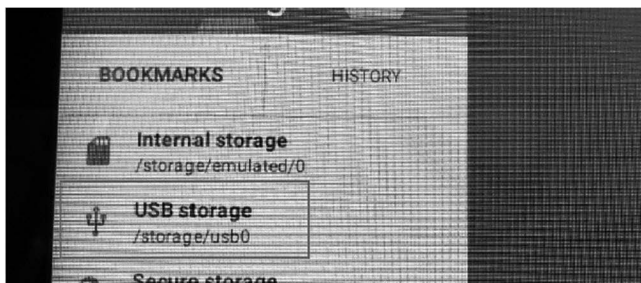 BOOKMARKS HISTORY
Internal storage
/storage/emulated/0
USB storage
/storage/usb0
Secure storage